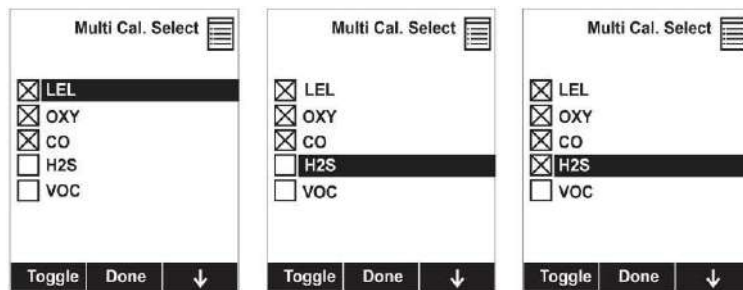 Multi Cal. Select
LEL
OXY
CO
H2S
VOC
Toggle Done ↓
Multi Cal. Select
LEL
OXY
CO
H2S
VOC
Toggle Done ↓
Multi Cal. Select
LEL
OXY
CO
H2S
VOC
Toggle Done ↓